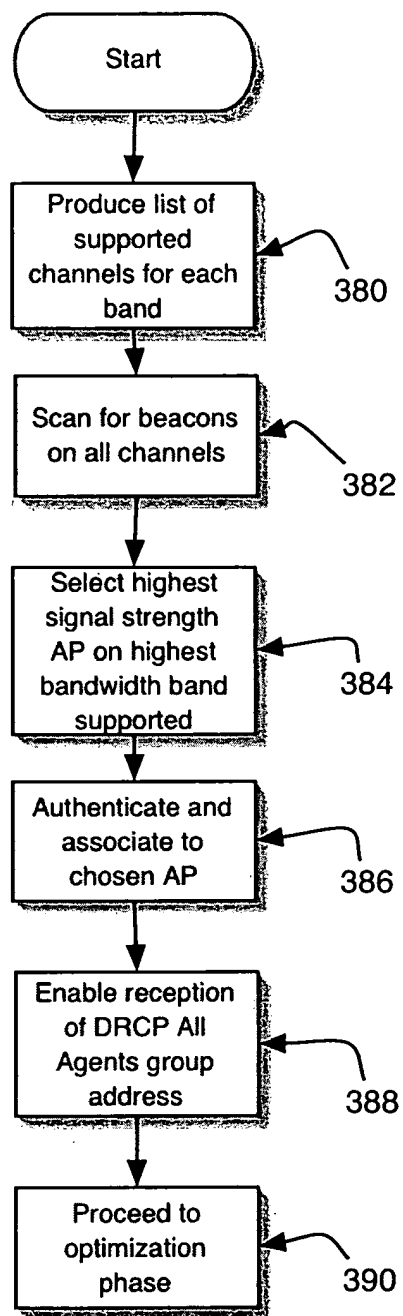 Start
Produce list of
supported
channels for each
band
380
Scan for beacons
on all channels
382
Select highest
signal strength
AP on highest
bandwidth band
supported
384
Authenticate and
associate to
chosen AP
386
Enable reception
of DRCP All
Agents group
address
388
Proceed to
optimization
phase
390